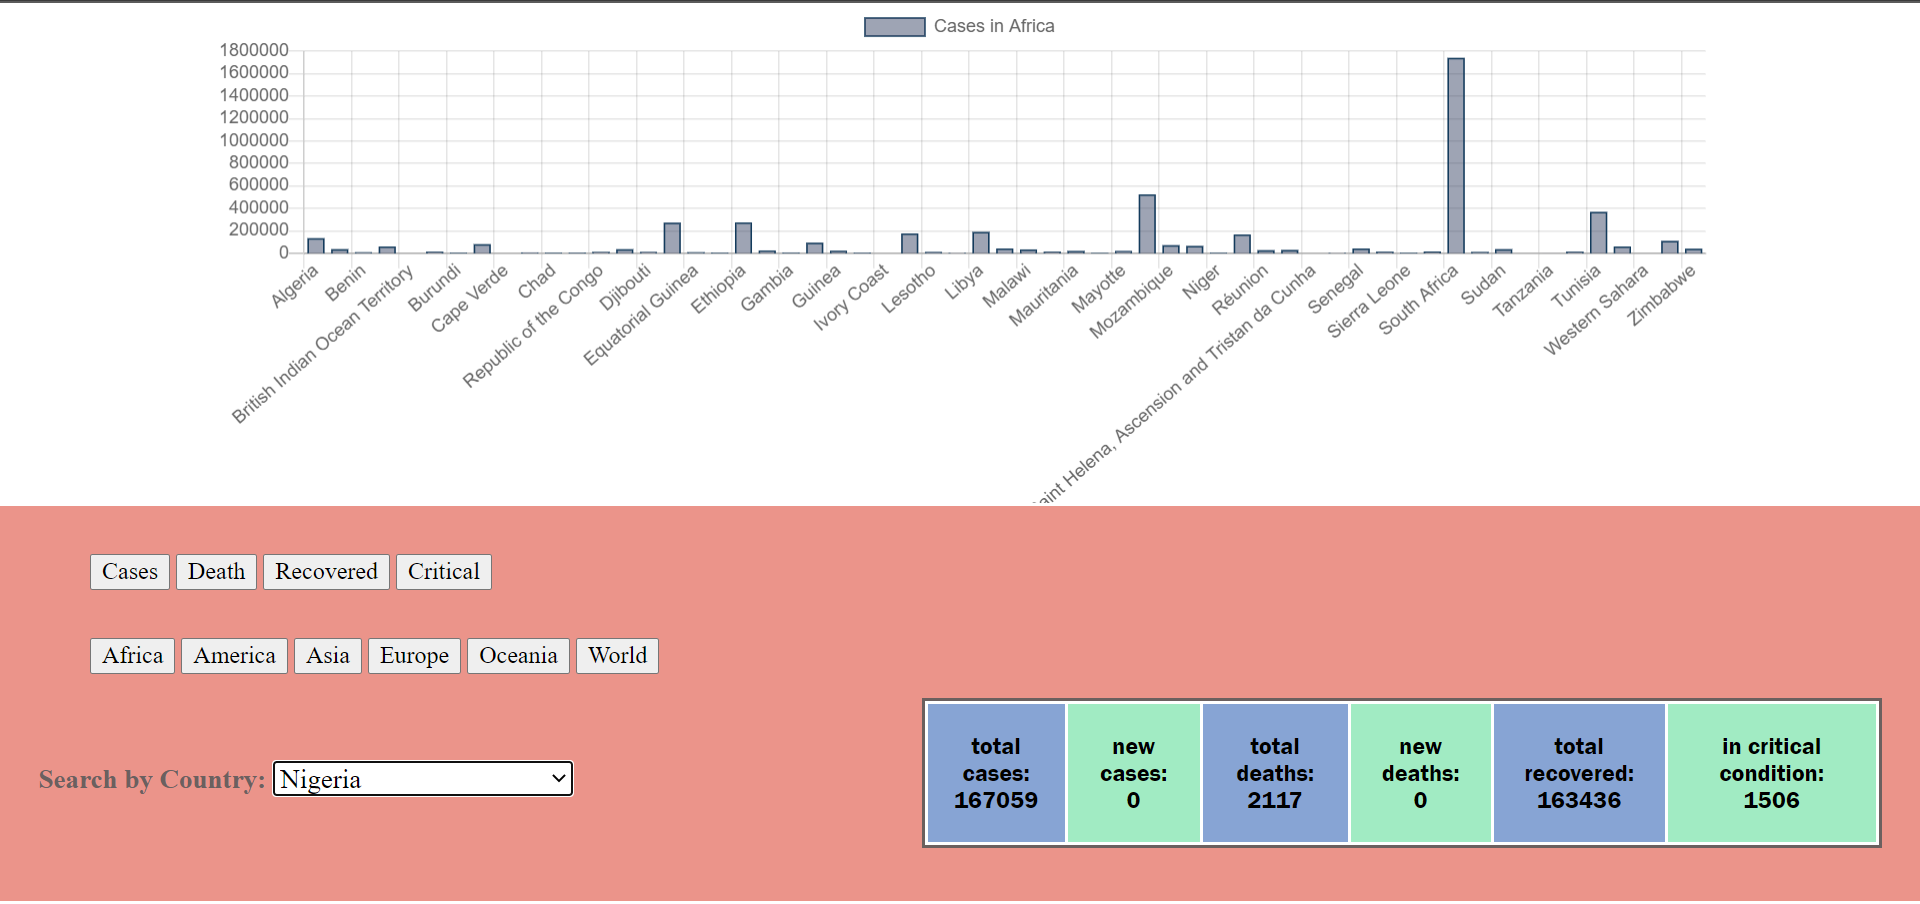 Cases in Africa
1800000
1600000
1400000
1200000
1000000
800000
600000
400000
200000
0
Algeria
Benin
British Indian Ocean Territory
Burundi
Cape Verde
Chad
Republic of the Congo
Djibouti
Equatorial Guinea
Ethiopia
Gambia
Guinea
Ivory Coast
Lesotho
Libya
Malawi
Mauritania
Mayotte
Mozambique
Niger
Réunion
aint Helena, Ascension and Tristan da Cunha
Senegal
Sierra Leone
South Africa
Sudan
Tanzania
Tunisia
Western Sahara
Zimbabwe
Cases Death Recovered Critical
Africa America Asia Europe Oceania World
Search by Country: Nigeria
total cases: 167059
new cases: 0
total deaths: 2117
new deaths: 0
total recovered: 163436
in critical condition: 1506